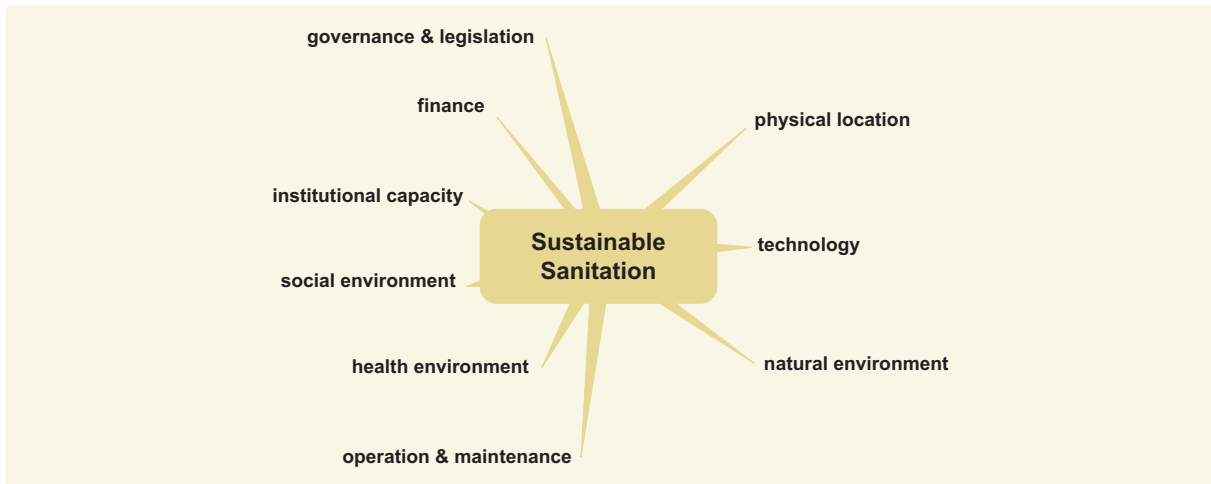 governance & legislation
finance
physical location
institutional capacity
Sustainable
Sanitation
technology
social environment
health environment
natural environment
operation & maintenance